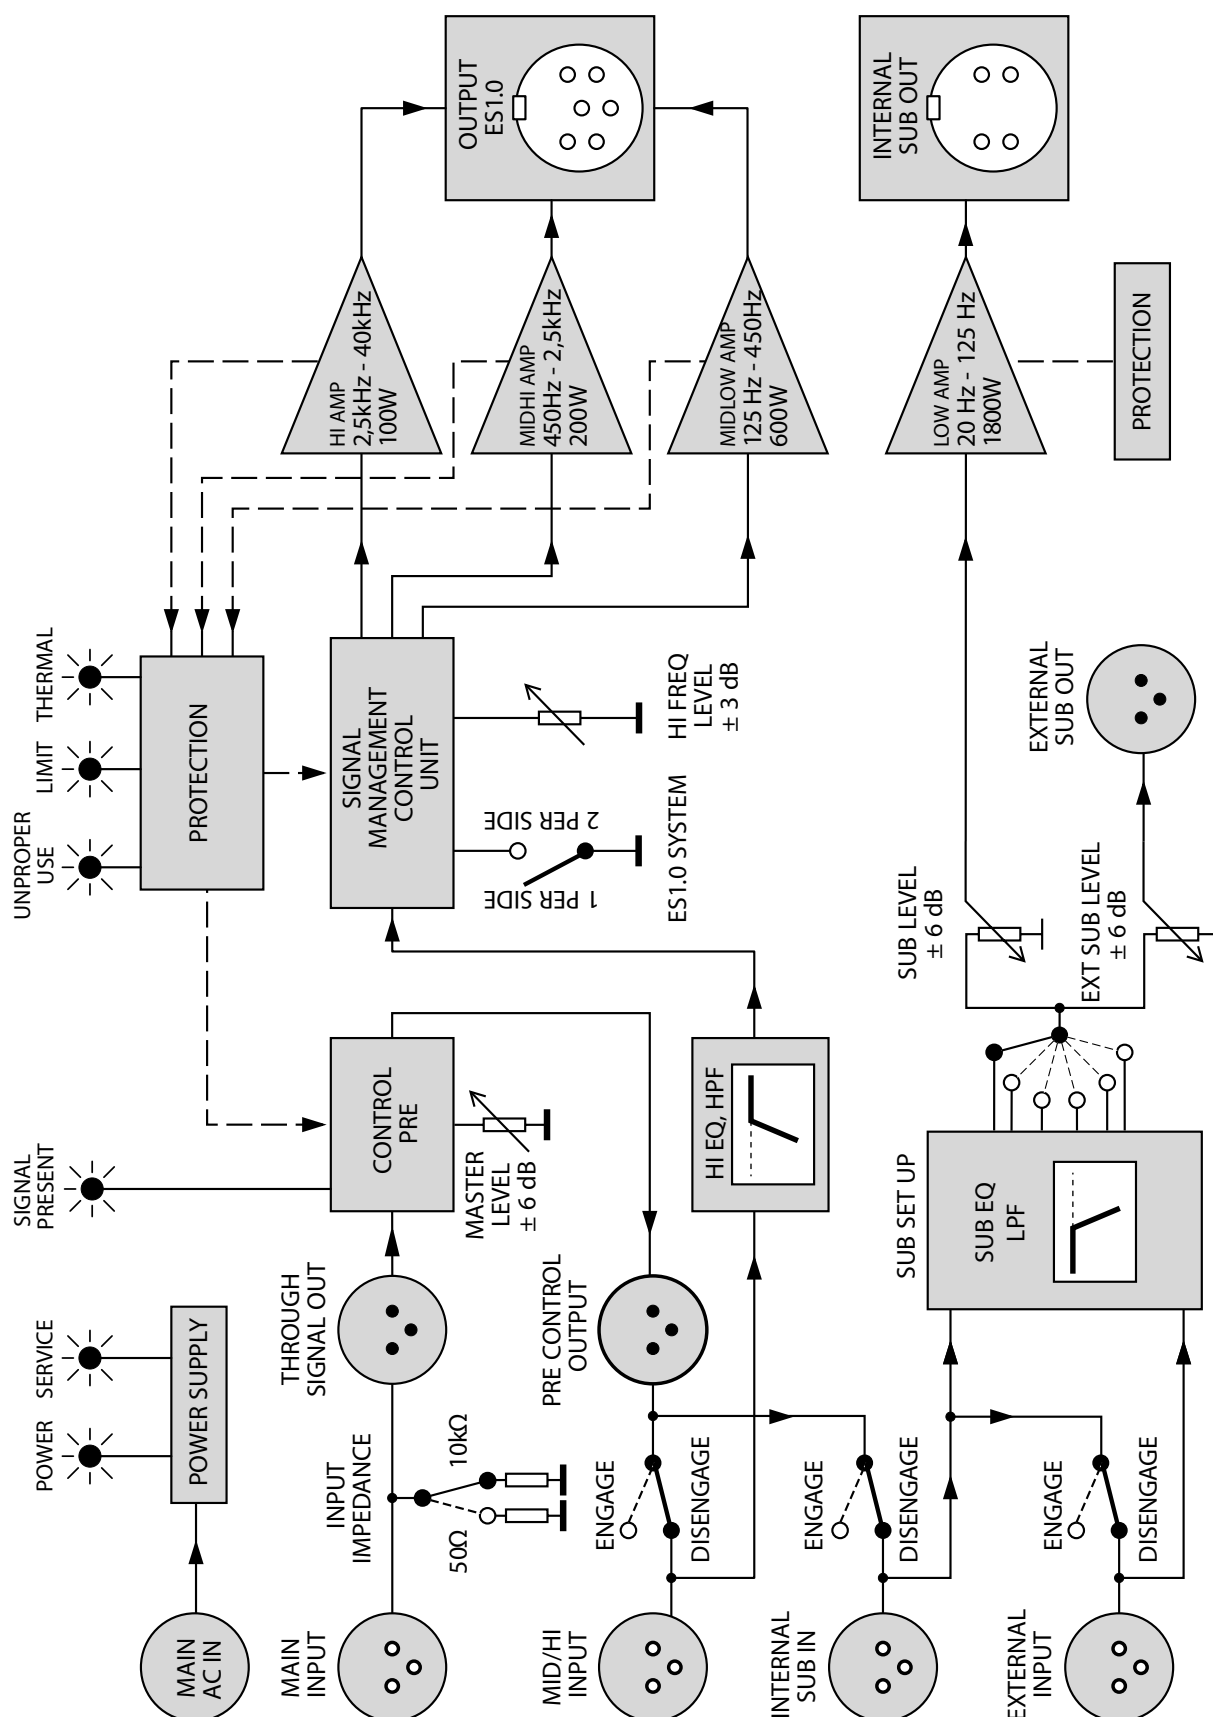 MAIN
AC IN
POWER SUPPLY
POWER
SERVICE
SIGNAL
PRESENT
UNPROPER
USE
LIMIT
THERMAL
PROTECTION
MAIN
INPUT
INPUT
IMPEDANCE
50Ω
10kΩ
THROUGH
SIGNAL OUT
CONTROL
PRE
MASTER
LEVEL
± 6 dB
SIGNAL
MANAGEMENT
CONTROL
UNIT
1 PER SIDE
2 PER SIDE
ES1.0 SYSTEM
HI FREQ
LEVEL
± 3 dB
HI AMP
2,5kHz - 40kHz
100W
MIDHI AMP
450Hz - 2,5kHz
200W
MIDLOW AMP
125 Hz - 450Hz
600W
OUTPUT
ES1.0
MID/HI
INPUT
ENGAGE
DISENGAGE
PRE CONTROL
OUTPUT
HI EQ, HPF
INTERNAL
SUB IN
ENGAGE
DISENGAGE
SUB SET UP
SUB EQ
LPF
SUB LEVEL
± 6 dB
LOW AMP
20 Hz - 125 Hz
1800W
INTERNAL
SUB OUT
EXTERNAL
INPUT
ENGAGE
DISENGAGE
EXT SUB LEVEL
± 6 dB
EXTERNAL
SUB OUT
PROTECTION